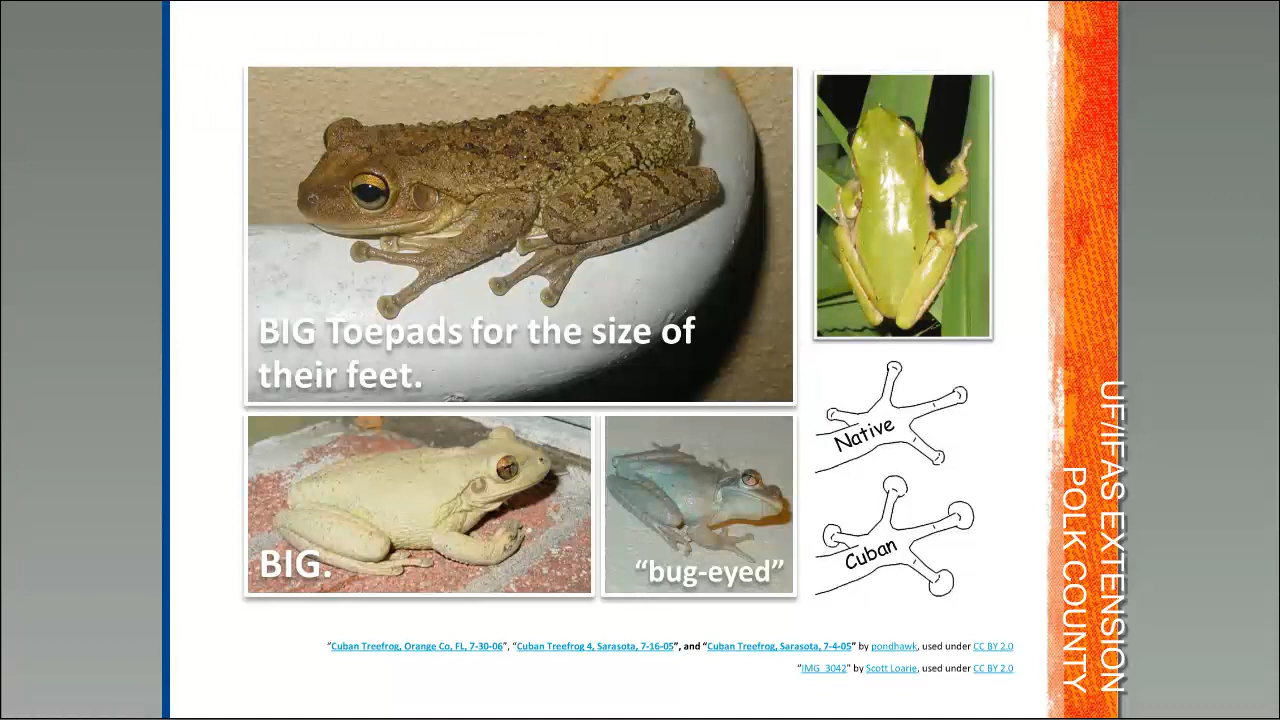 BIG Toepads for the size of
their feet.
BIG.
“bug-eyed”
Native
Cuban
“Cuban Treefrog, Orange Co, FL, 7-30-06”, “Cuban Treefrog 4, Sarasota, 7-16-05”, and “Cuban Treefrog, Sarasota, 7-4-05” by pondhawk, used under CC BY 2.0
“IMG_3042” by Scott Loarie, used under CC BY 2.0
UF/IFAS EXTENSION
POLK COUNTY